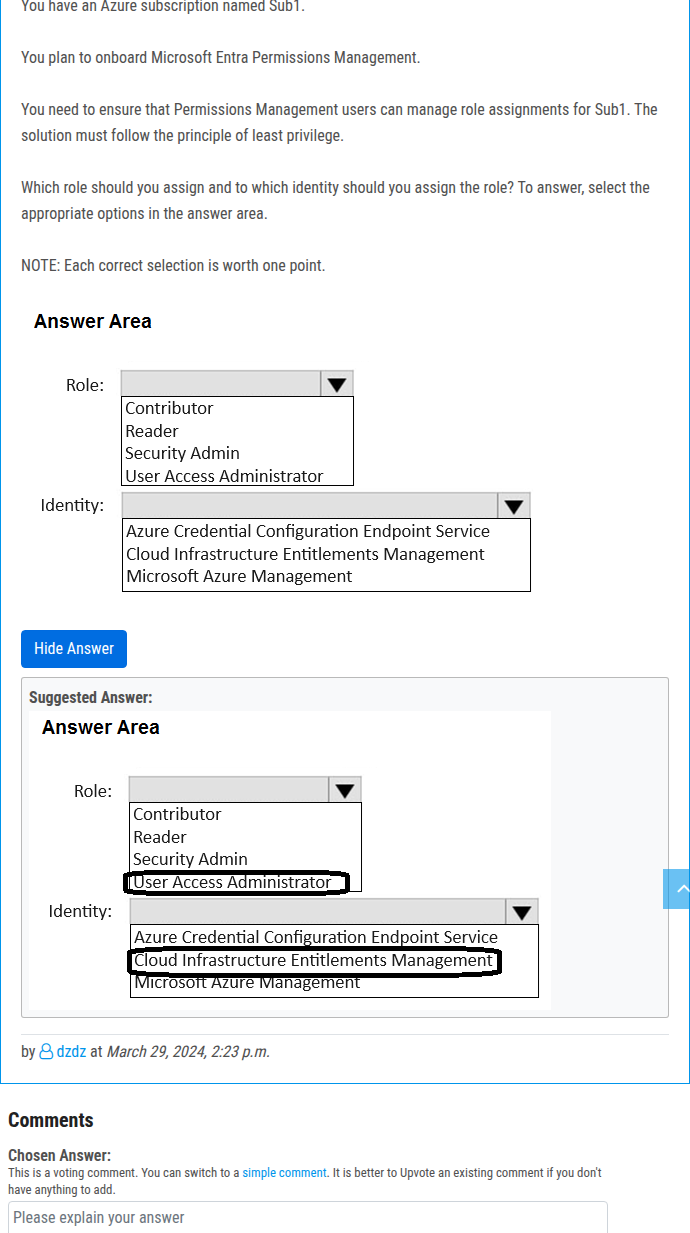 You have an Azure subscription named Sub1.
You plan to onboard Microsoft Entra Permissions Management.
You need to ensure that Permissions Management users can manage role assignments for Sub1. The
solution must follow the principle of least privilege.
Which role should you assign and to which identity should you assign the role? To answer, select the
appropriate options in the answer area.
NOTE: Each correct selection is worth one point.
Answer Area
Role:
Contributor
Reader
Security Admin
User Access Administrator
Identity:
Azure Credential Configuration Endpoint Service
Cloud Infrastructure Entitlements Management
Microsoft Azure Management
Hide Answer
Suggested Answer:
Answer Area
Role:
Contributor
Reader
Security Admin
User Access Administrator
Identity:
Azure Credential Configuration Endpoint Service
Cloud Infrastructure Entitlements Management
Microsoft Azure Management
by dzdz at March 29, 2024, 2:23 p.m.
Comments
Chosen Answer:
This is a voting comment. You can switch to a simple comment. It is better to Upvote an existing comment if you don't
have anything to add.
Please explain your answer